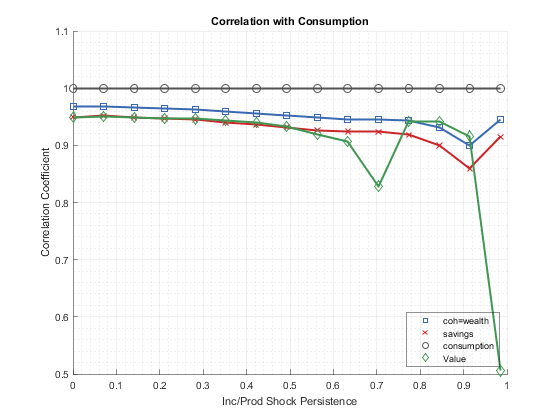 Correlation with Consumption
1.1
1
0.9
0.8
0.7
0.6
0.5
Correlation Coefficient
0 0.1 0.2 0.3 0.4 0.5 0.6 0.7 0.8 0.9 1
Inc/Prod Shock Persistence
coh=wealth
savings
consumption
Value